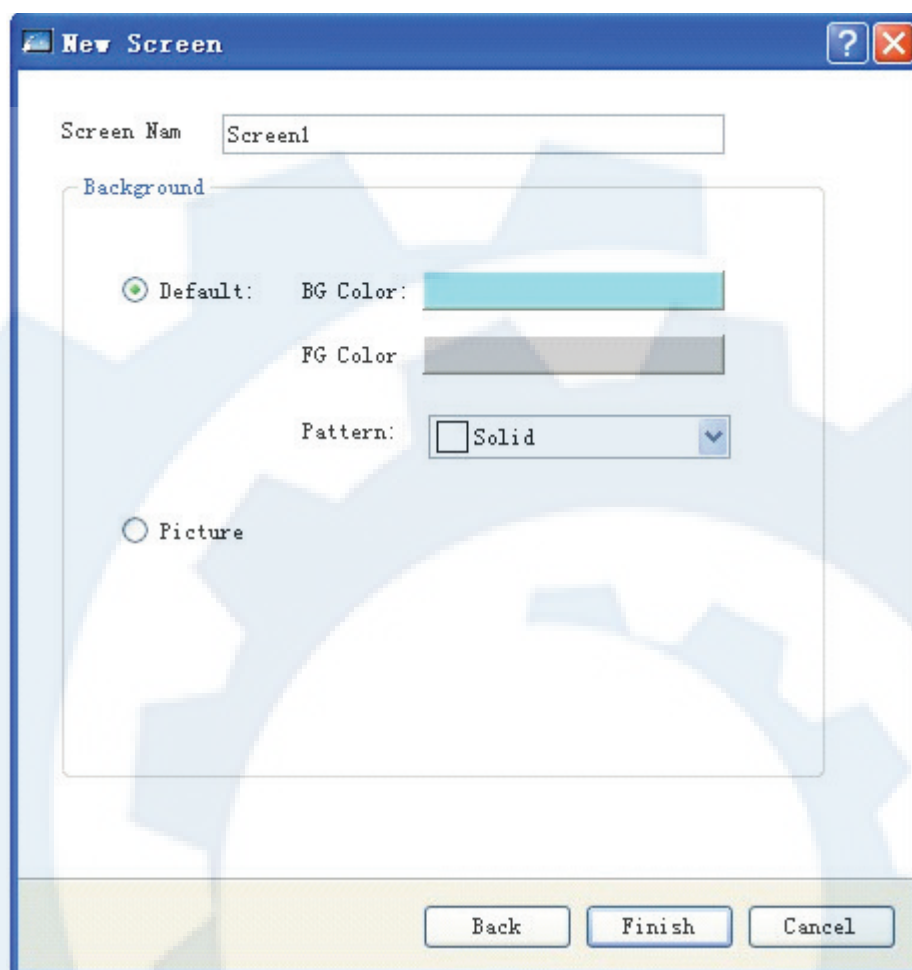 New Screen
Screen Nam
Screen1
Background
Default:
BG Color:
FG Color
Pattern:
Solid
Picture
Back
Finish
Cancel